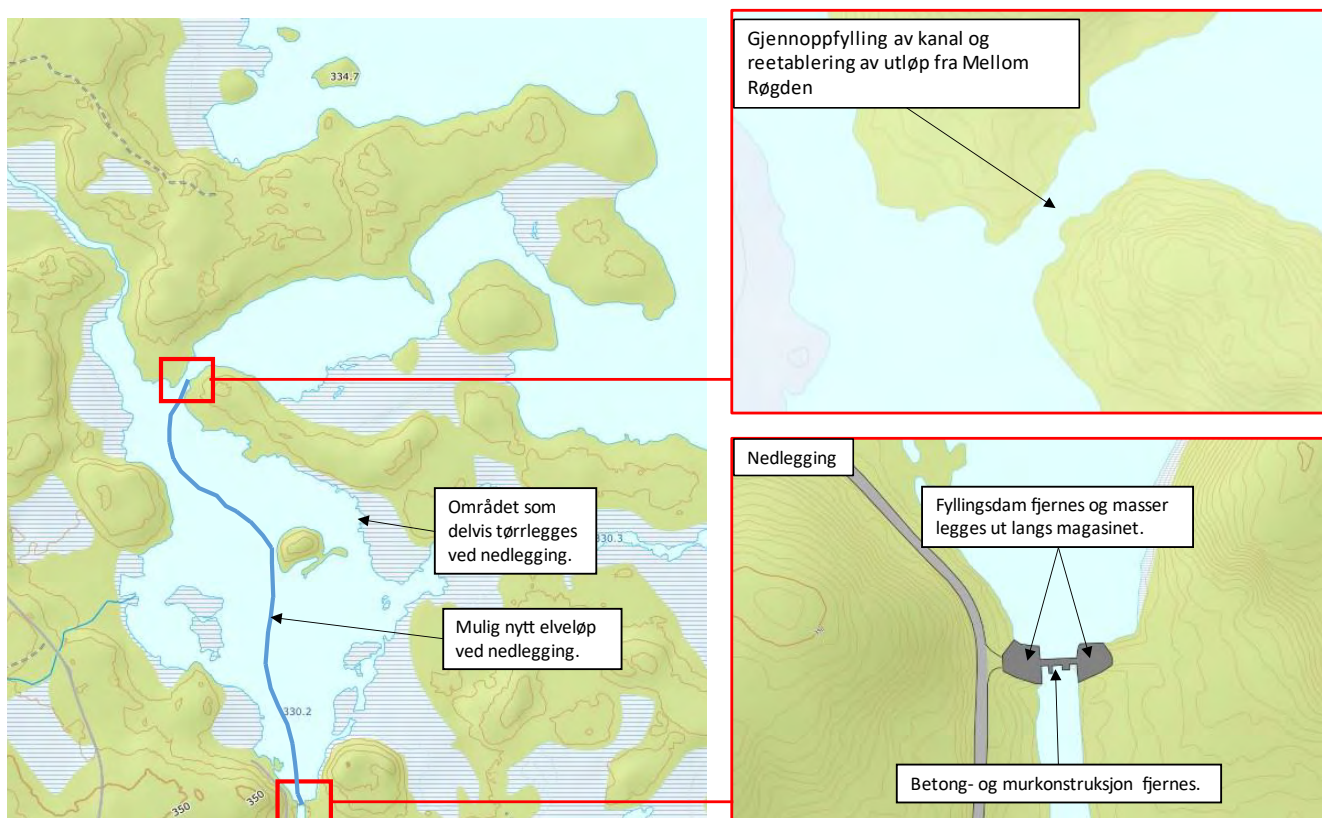 334.7
Gjennoppfylling av kanal og
reetablering av utløp fra Mellom
Røgden
Området som
delvis tørrlegges
ved nedlegging.
330.3
Mulig nytt elveløp
ved nedlegging.
330.2
350
350
Nedlegging
Fyllingsdam fjernes og masser
legges ut langs magasinet.
350
Betong- og murkonstruksjon fjernes.